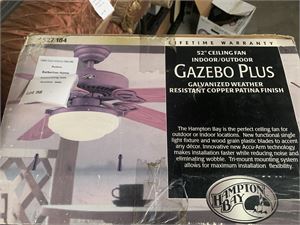 527 184
LIFETIME WARRANTY
52" CEILING FAN
INDOOR/OUTDOOR
GAZEBO PLUS
GALVANIZED WEATHER
RESISTANT COPPER PATINA FINISH
The Hampton Bay is the perfect ceiling fan for
outdoor or indoor locations. New functional single
light fixture and wood grain plastic blades to accent
any décor. Innovative new Accu-Arm technology
makes installation faster while reducing noise and
eliminating wobble. Tri-mount mounting system
allows for maximum installation flexibility.
HAMPTON
BAY